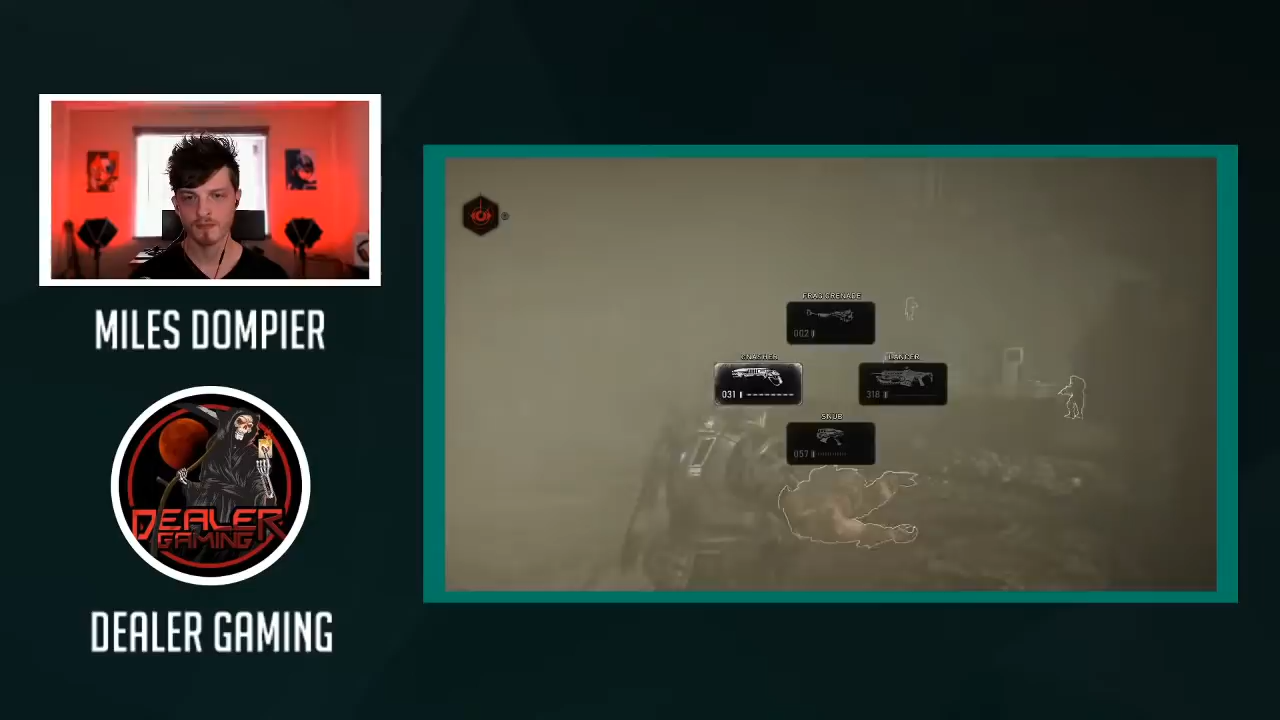 MILES DOMPIER
DEALER
GAMING
DEALER GAMING
FRAG GRENADE
002
GNASHER
031
LANCER
318
SNUB
057